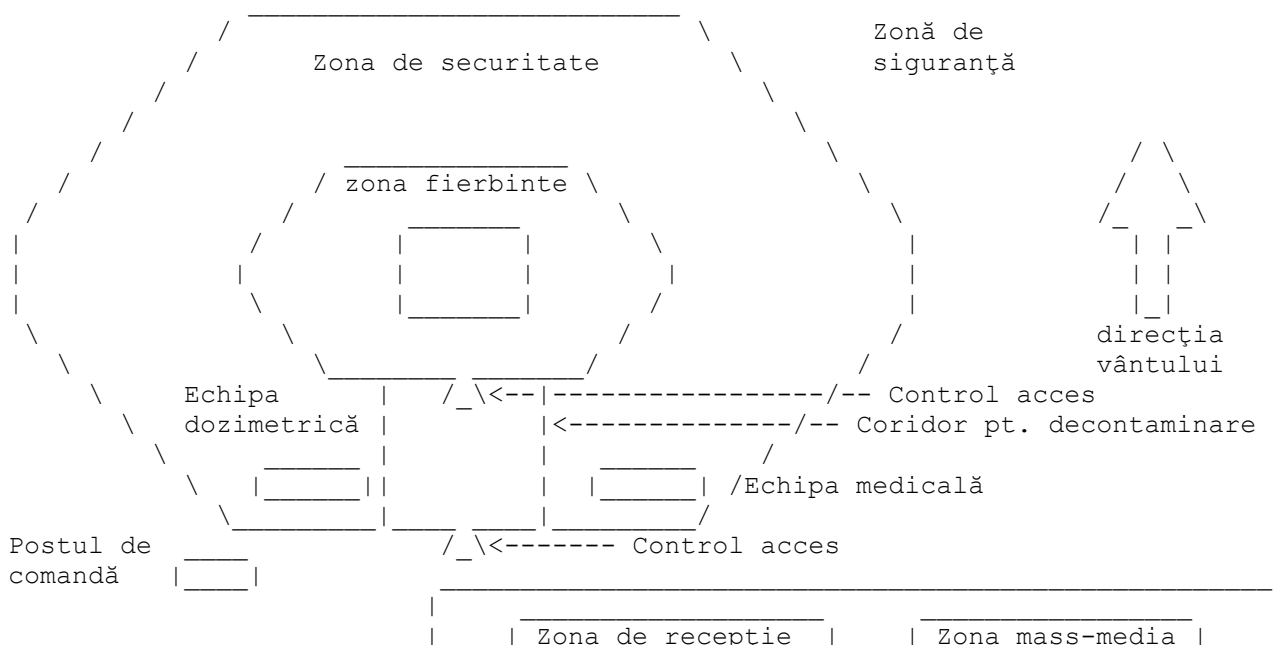 Zonă de
Zona de securitate
siguranţă
zona fierbinte
direcţia
vântului
Echipa
dozimetrică
Control acces
Coridor pt. decontaminare
Echipa medicală
Postul de
comandă
Control acces
Zona de recepţie
Zona mass-media